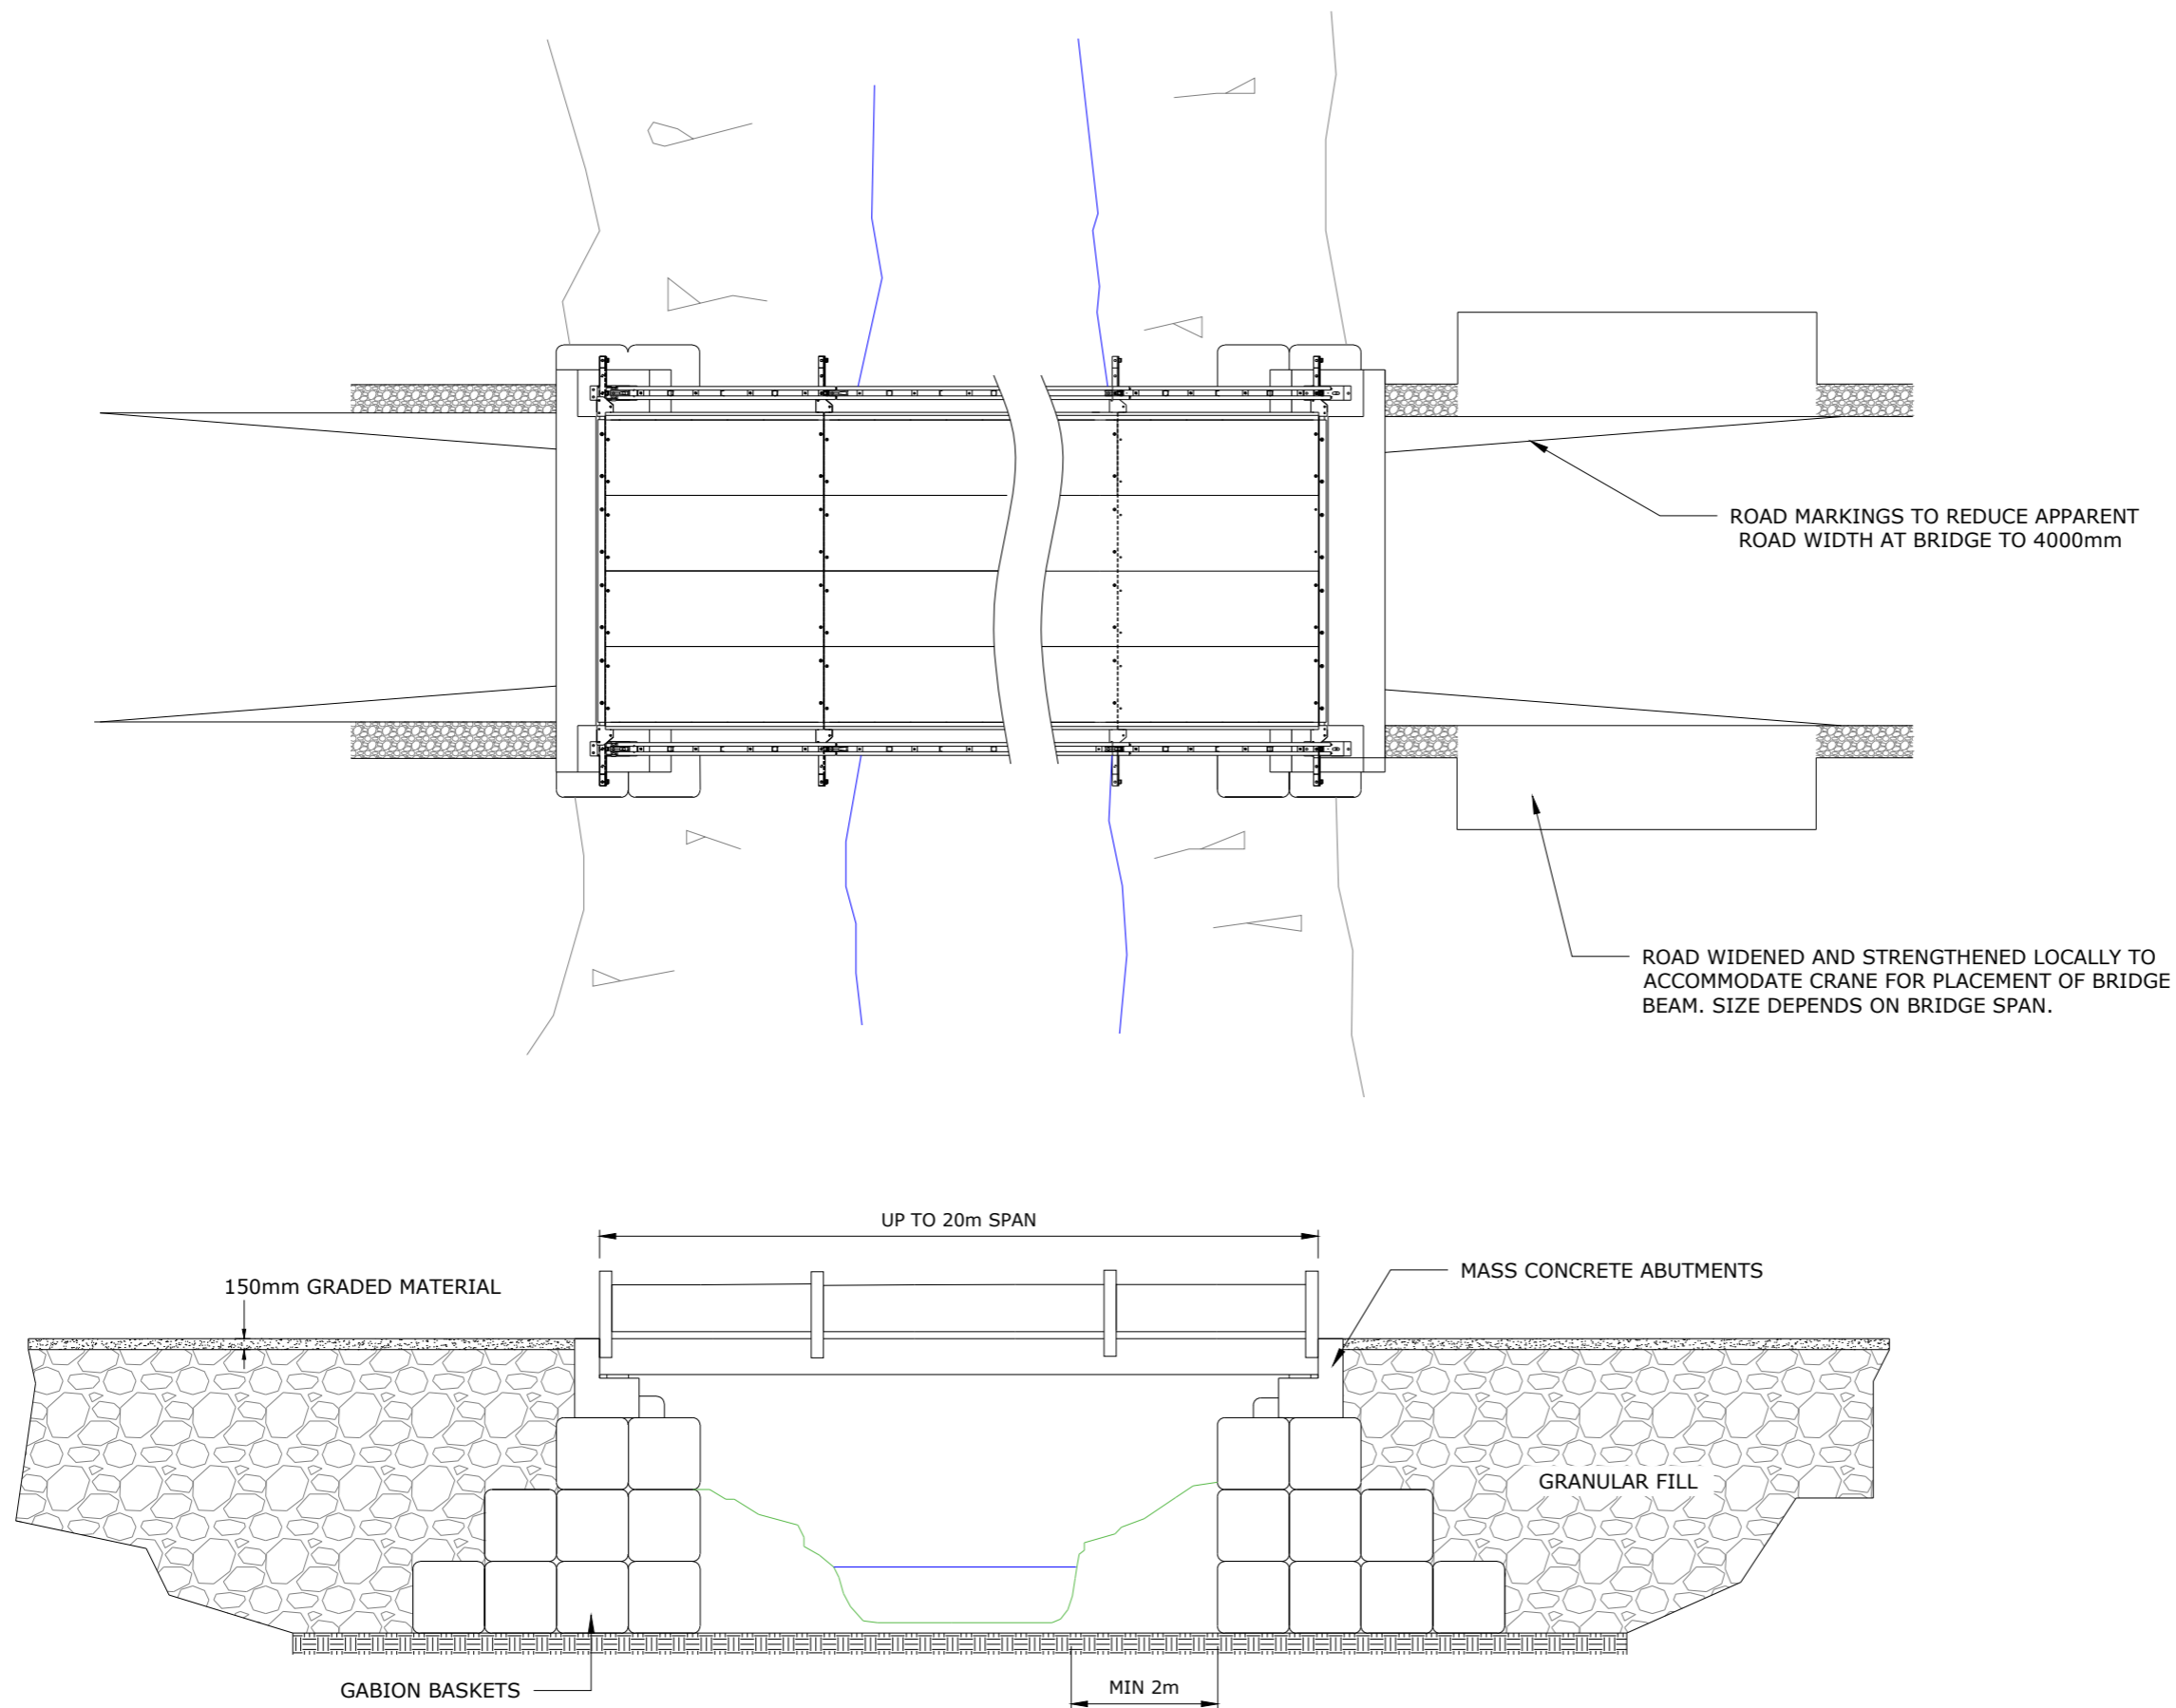 ROAD MARKINGS TO REDUCE APPARENT
ROAD WIDTH AT BRIDGE TO 4000mm
ROAD WIDENED AND STRENGTHENED LOCALLY TO
ACCOMMODATE CRANE FOR PLACEMENT OF BRIDGE
BEAM. SIZE DEPENDS ON BRIDGE SPAN.
UP TO 20m SPAN
150mm GRADED MATERIAL
MASS CONCRETE ABUTMENTS
GRANULAR FILL
GABION BASKETS
MIN 2m